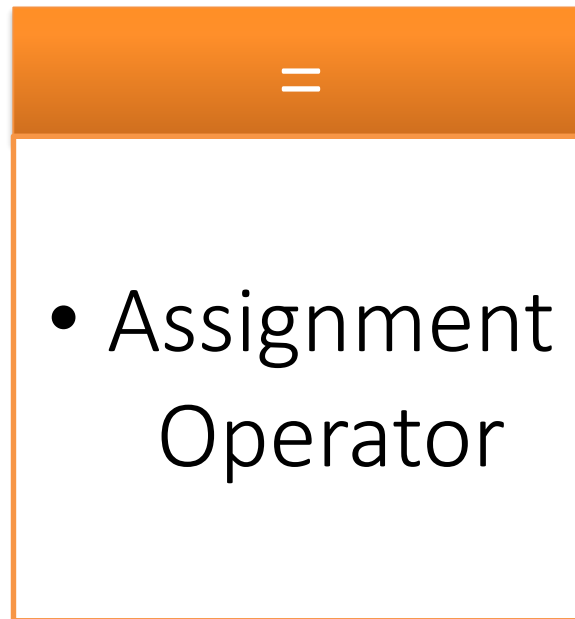 =
• Assignment
Operator